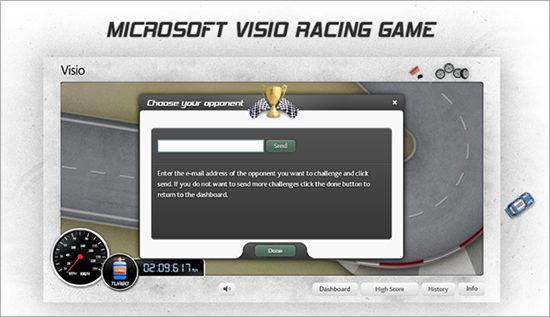 MICROSOFT VISIO RACING GAME
Visio
Choose your opponent
x
Send
Enter the e-mail address of the opponent you want to challenge and click
send. If you do not want to send more challenges click the done button to
return to the dashboard.
Done
TURBO
02:09:617
Dashboard
High Score
History
Info